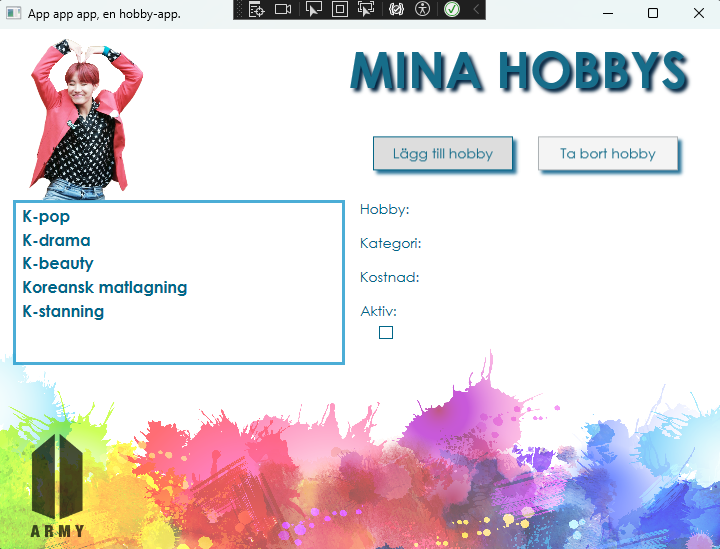 App app app, en hobby-app.
MINA HOBBYS
Lägg till hobby
Ta bort hobby
K-pop
K-drama
K-beauty
Koreansk matlagning
K-stanning
Hobby:
Kategori:
Kostnad:
Aktiv:
ARMY